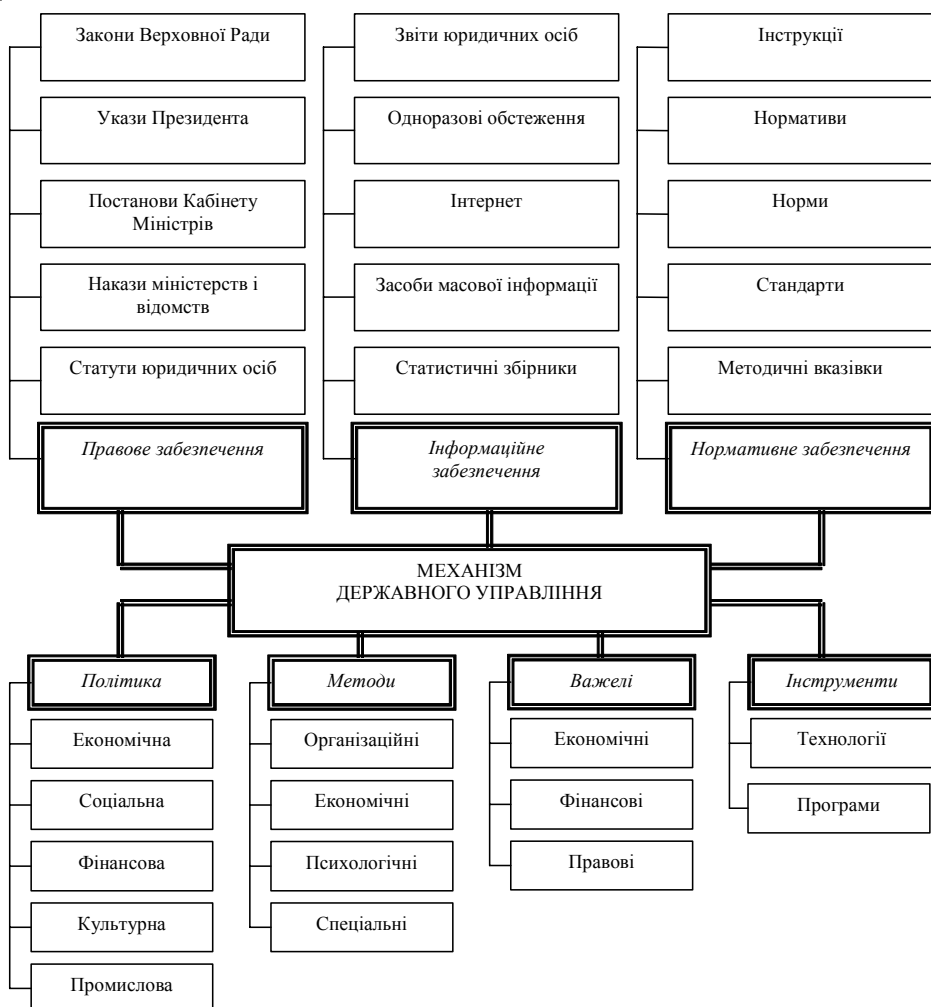 Закони Верховної Ради
Звіти юридичних осіб
Інструкції
Укази Президента
Одноразові обстеження
Нормативи
Постанови Кабінету
Міністрів
Інтернет
Норми
Накази міністерств і
відомств
Засоби масової інформації
Стандарти
Статути юридичних осіб
Статистичні збірники
Методичні вказівки
Правове забезпечення
Інформаційне
забезпечення
Нормативне забезпечення
МЕХАНІЗМ
ДЕРЖАВНОГО УПРАВЛІННЯ
Політика
Методи
Важелі
Інструменти
Економічна
Організаційні
Економічні
Технології
Соціальна
Економічні
Фінансові
Програми
Фінансова
Психологічні
Правові
Культурна
Спеціальні
Промислова